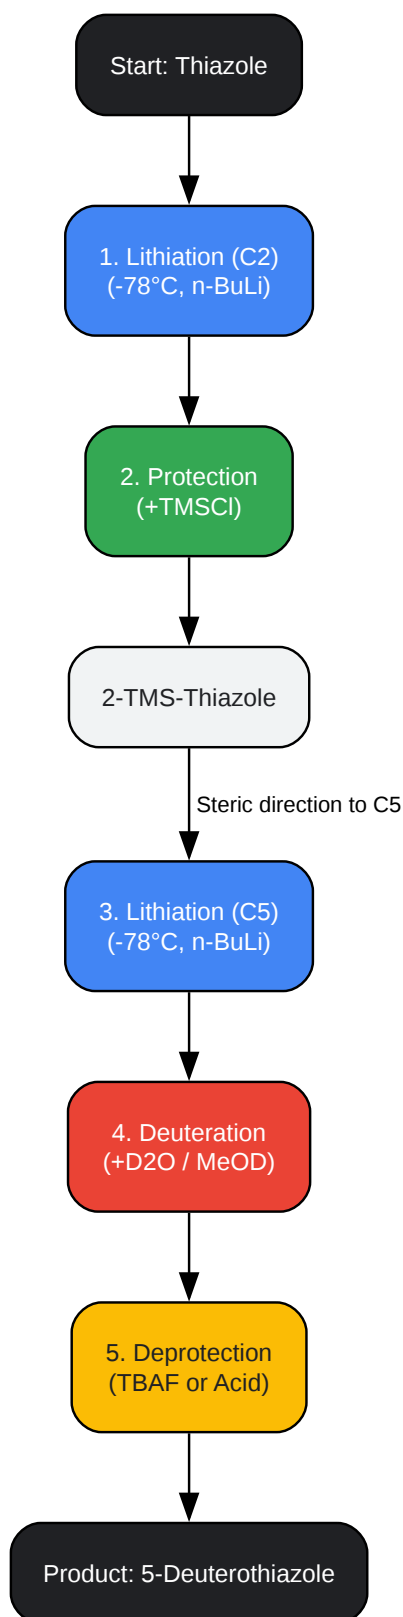 Start: Thiazole
1. Lithiation (C2)
(-78°C, n-BuLi)
2. Protection
(+TMSCl)
2-TMS-Thiazole
Steric direction to C5
3. Lithiation (C5)
(-78°C, n-BuLi)
4. Deuteration
(+D2O / MeOD)
5. Deprotection
(TBAF or Acid)
Product: 5-Deuterothiazole